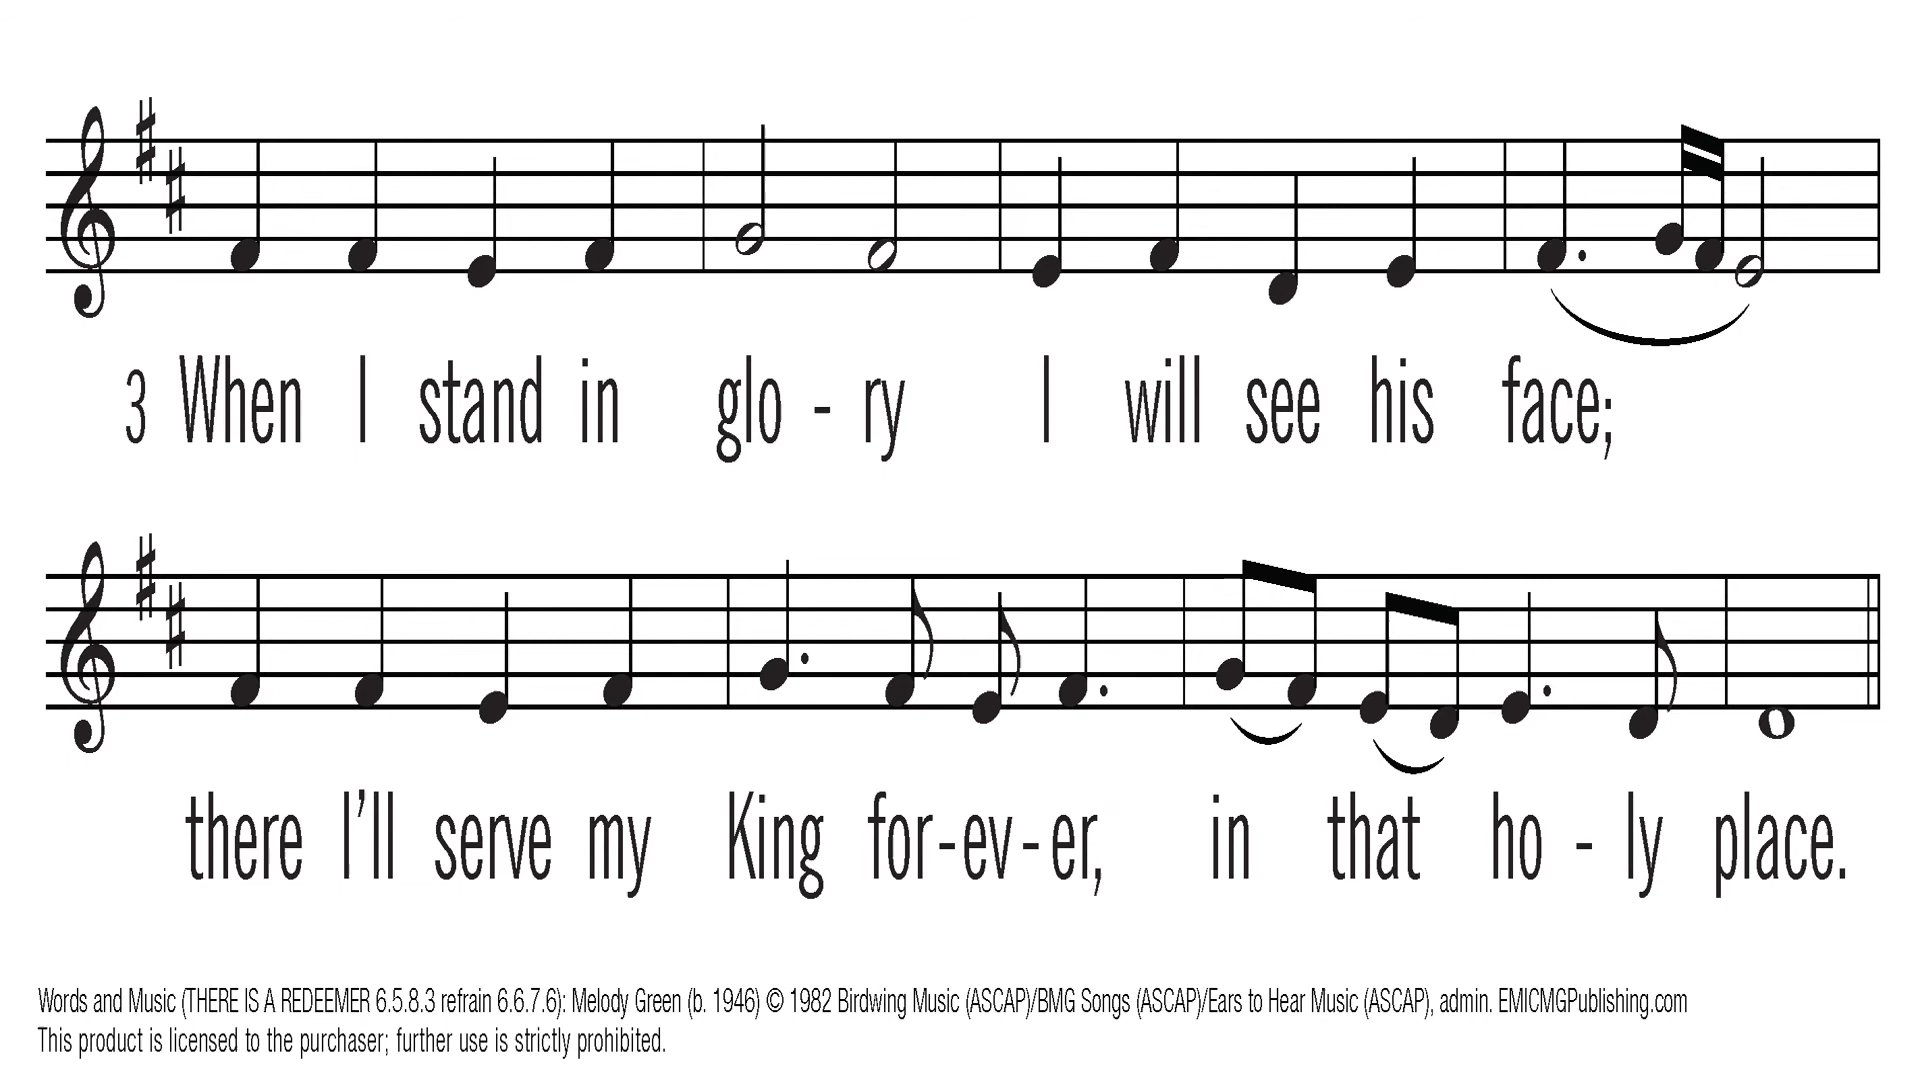 3 When I stand in glo - ry I will see his face;
there I'll serve my King for-ev-er, in that ho - ly place.
Words and Music (THERE IS A REDEEMER 6.5.8.3 refrain 6.6.7.6): Melody Green (b. 1946) © 1982 Birdwing Music (ASCAP)/BMG Songs (ASCAP)/Ears to Hear Music (ASCAP), admin. EMICMGPublishing.com
This product is licensed to the purchaser; further use is strictly prohibited.